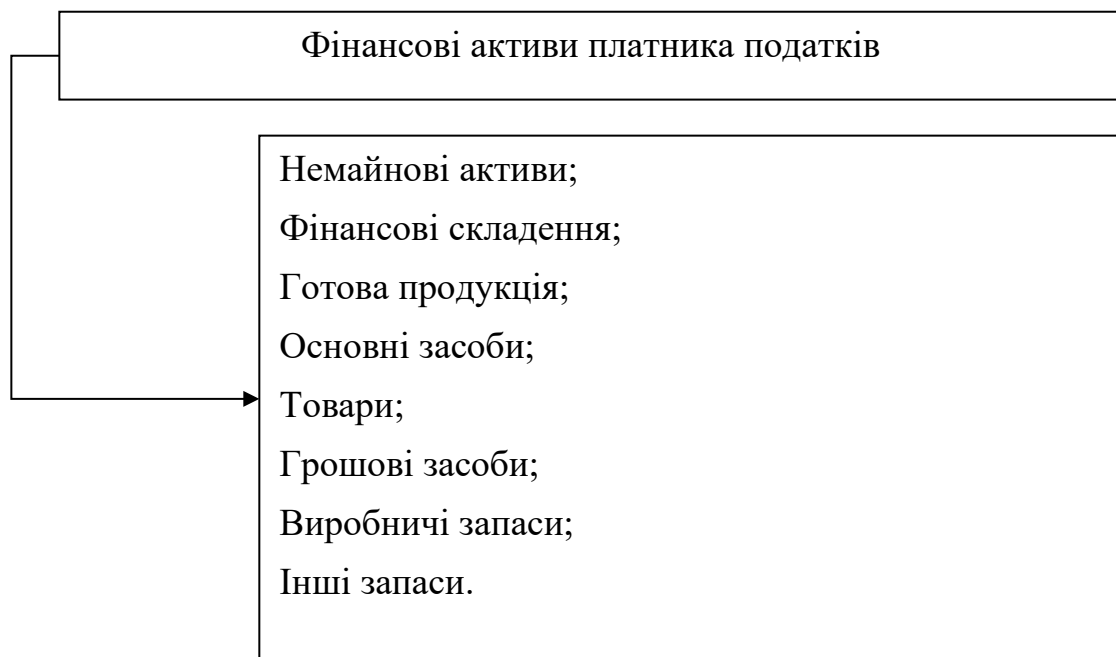 Фінансові активи платника податків
Немайнові активи;
Фінансові складення;
Готова продукція;
Основні засоби;
Товари;
Грошові засоби;
Виробничі запаси;
Інші запаси.